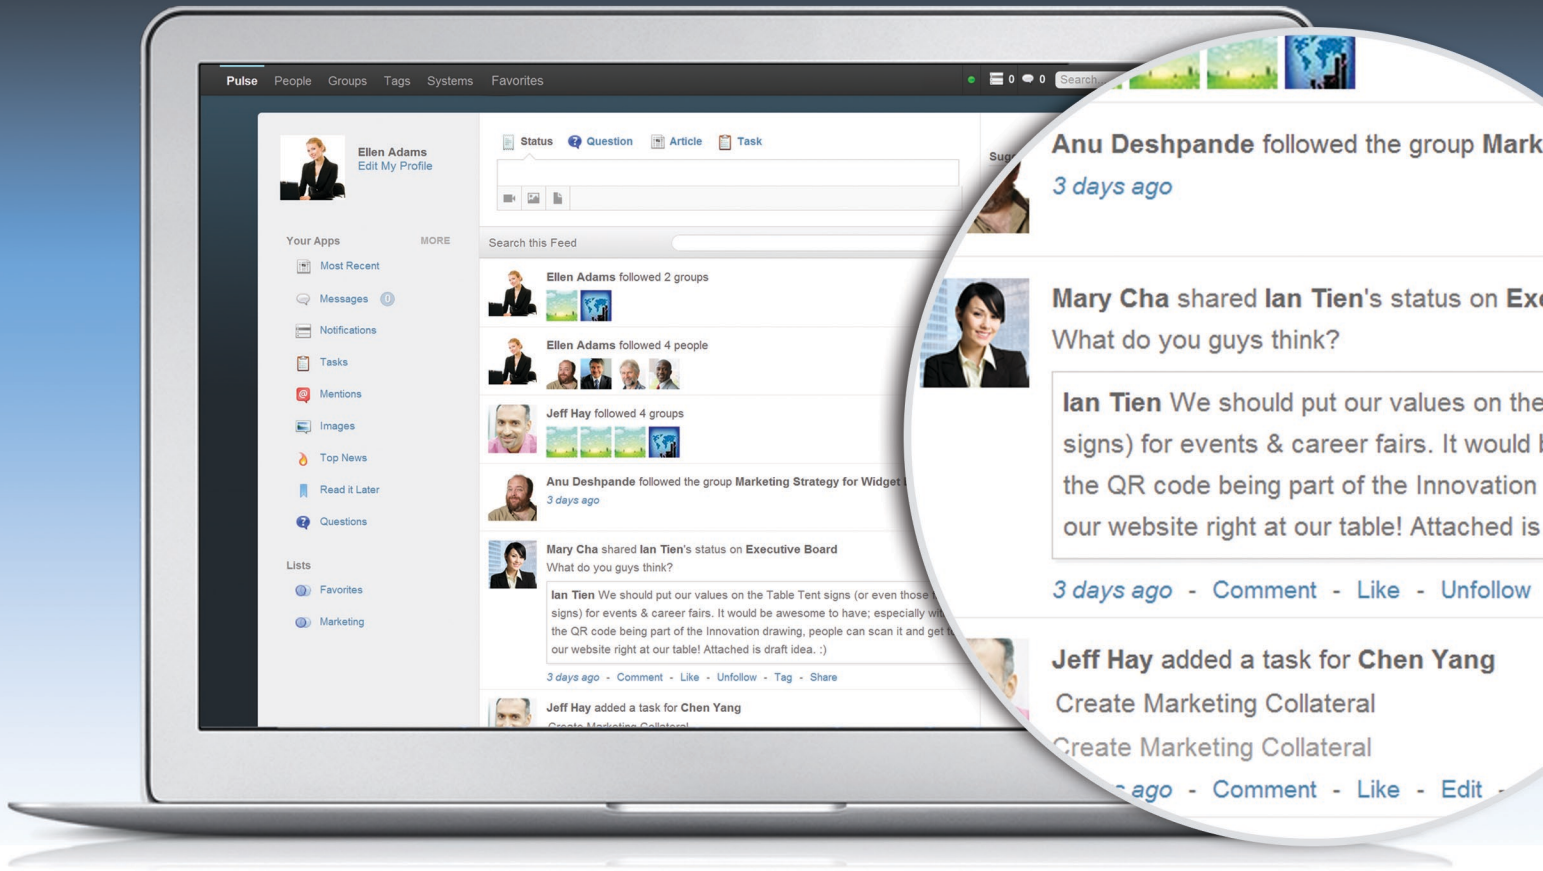 Pulse People Groups Tags Systems Favorites 0 0 Search
Ellen Adams
Edit My Profile
Your Apps MORE
Most Recent
Messages 0
Notifications
Tasks
Mentions
Images
Top News
Read it Later
Questions
Lists
Favorites
Marketing
Status Question Article Task
Search this Feed
Ellen Adams followed 2 groups
Ellen Adams followed 4 people
Jeff Hay followed 4 groups
Anu Deshpande followed the group Marketing Strategy for Widget
3 days ago
Mary Cha shared Ian Tien's status on Executive Board
What do you guys think?
Ian Tien We should put our values on the Table Tent signs (or even those
signs) for events & career fairs. It would be awesome to have; especially
the QR code being part of the Innovation drawing, people can scan it and get
our website right at our table! Attached is draft idea. :)
3 days ago - Comment - Like - Unfollow - Tag - Share
Jeff Hay added a task for Chen Yang
Create Marketing Collateral
Anu Deshpande followed the group Mark
3 days ago
Mary Cha shared Ian Tien's status on Exe
What do you guys think?
Ian Tien We should put our values on the
signs) for events & career fairs. It would
the QR code being part of the Innovation
our website right at our table! Attached is
3 days ago - Comment - Like - Unfollow
Jeff Hay added a task for Chen Yang
Create Marketing Collateral
Create Marketing Collateral
ago - Comment - Like - Edit -